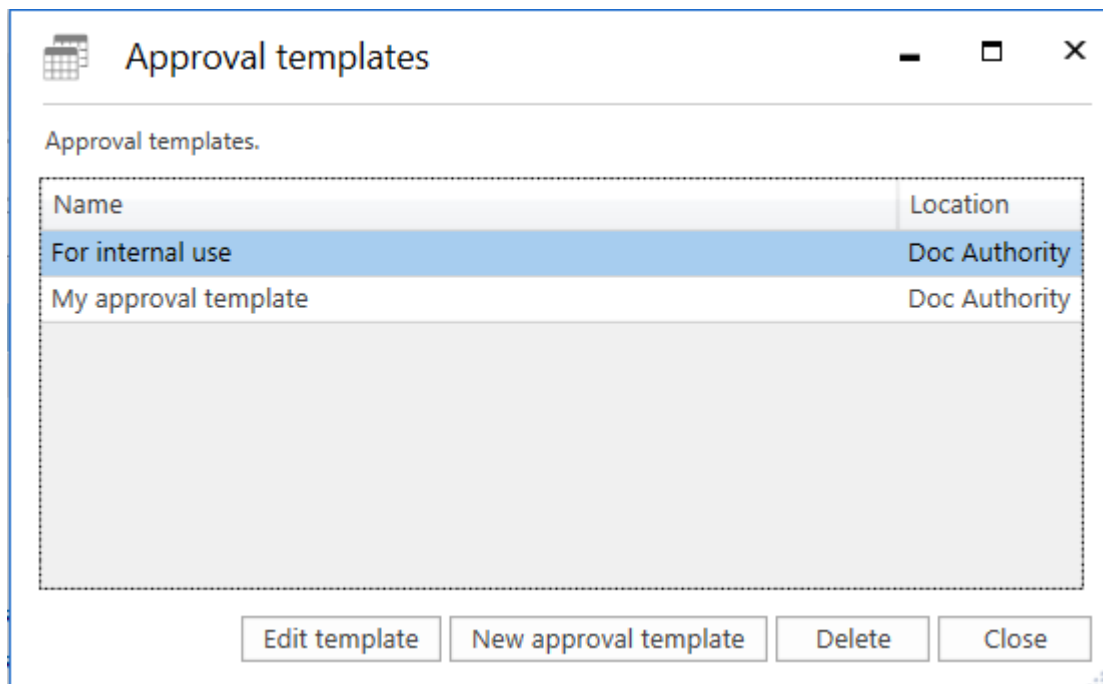 Approval templates
Approval templates.
Name Location
For internal use Doc Authority
My approval template Doc Authority
Edit template New approval template Delete Close